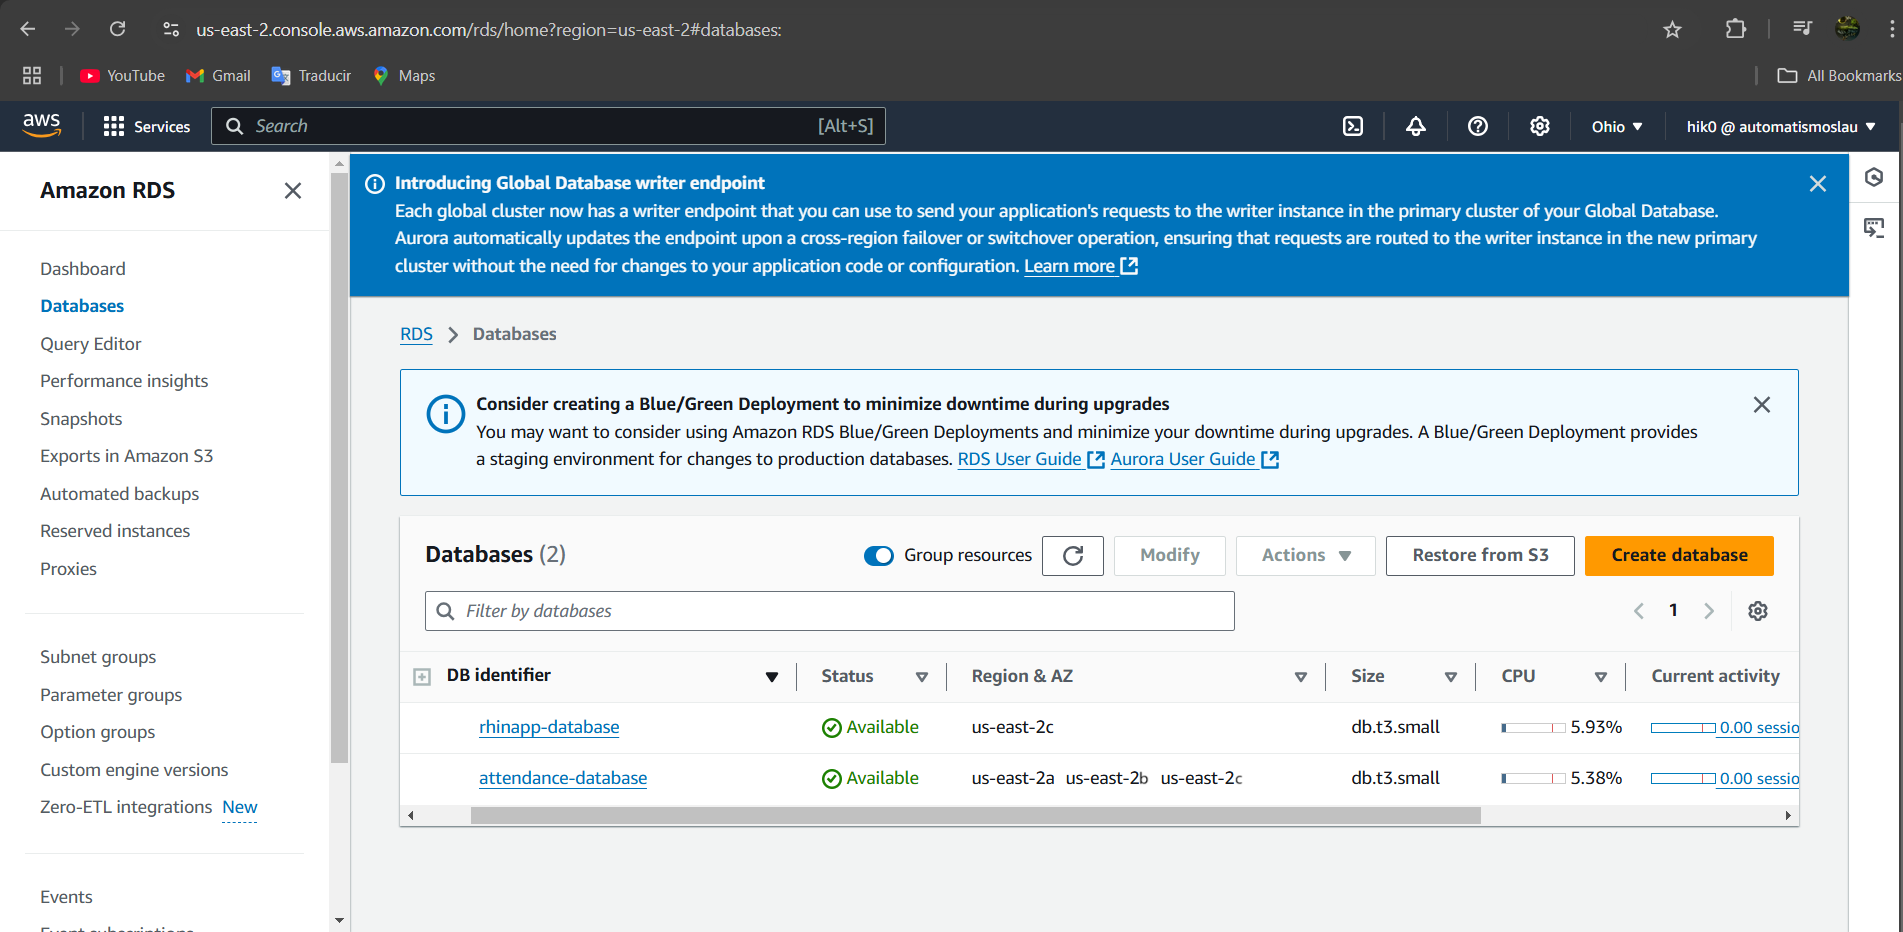 us-east-2.console.aws.amazon.com/rds/home?region=us-east-2#databases:
YouTube Gmail Traducir Maps All Bookmarks
aws Services Search [Alt+S] Ohio hik0 @ automatismoslau
Amazon RDS
Dashboard
Databases
Query Editor
Performance insights
Snapshots
Exports in Amazon S3
Automated backups
Reserved instances
Proxies
Subnet groups
Parameter groups
Option groups
Custom engine versions
Zero-ETL integrations New
Events
Event subscriptions
Introducing Global Database writer endpoint
Each global cluster now has a writer endpoint that you can use to send your application's requests to the writer instance in the primary cluster of your Global Database.
Aurora automatically updates the endpoint upon a cross-region failover or switchover operation, ensuring that requests are routed to the writer instance in the new primary
cluster without the need for changes to your application code or configuration. Learn more
RDS Databases
Consider creating a Blue/Green Deployment to minimize downtime during upgrades
You may want to consider using Amazon RDS Blue/Green Deployments and minimize your downtime during upgrades. A Blue/Green Deployment provides
a staging environment for changes to production databases. RDS User Guide Aurora User Guide
Databases (2) Group resources Modify Actions Restore from S3 Create database
Filter by databases 1
DB identifier Status Region & AZ Size CPU Current activity
rhinapp-database Available us-east-2c db.t3.small 5.93% 0.00 sessio
attendance-database Available us-east-2a us-east-2b us-east-2c db.t3.small 5.38% 0.00 sessio